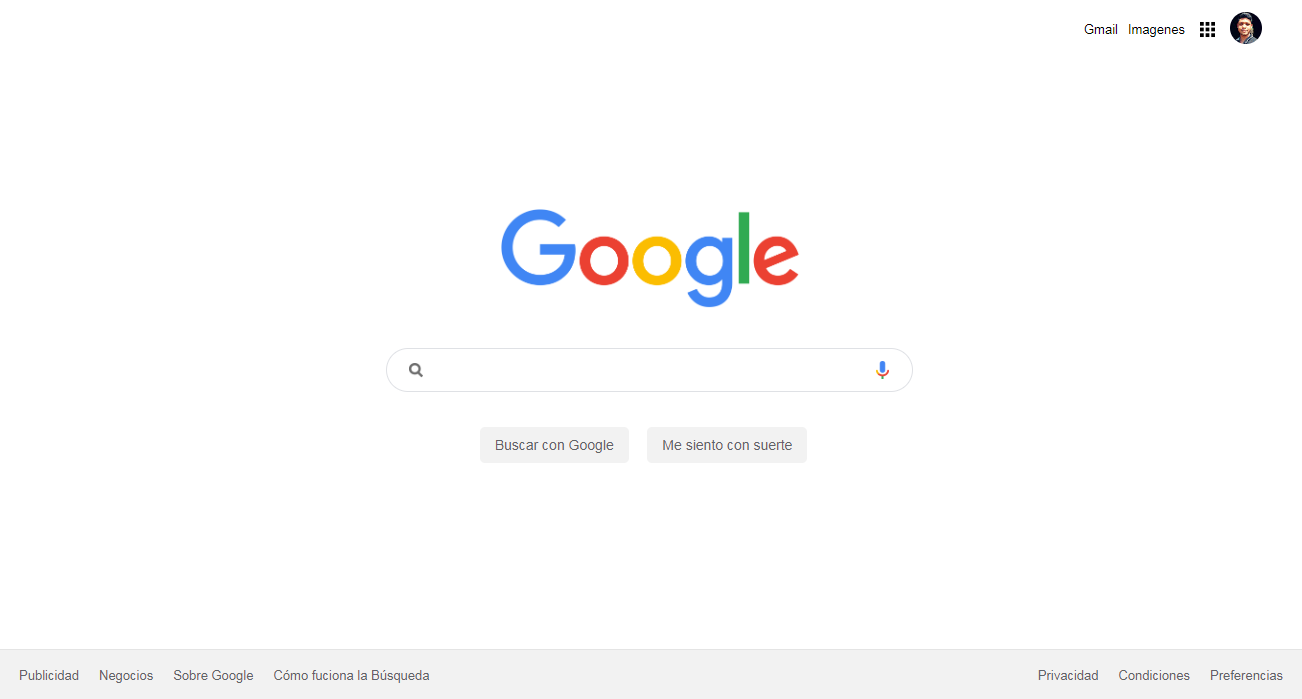 Gmail Imagenes
Google
Buscar con Google Me siento con suerte
Publicidad Negocios Sobre Google Cómo fuciona la Búsqueda Privacidad Condiciones Preferencias